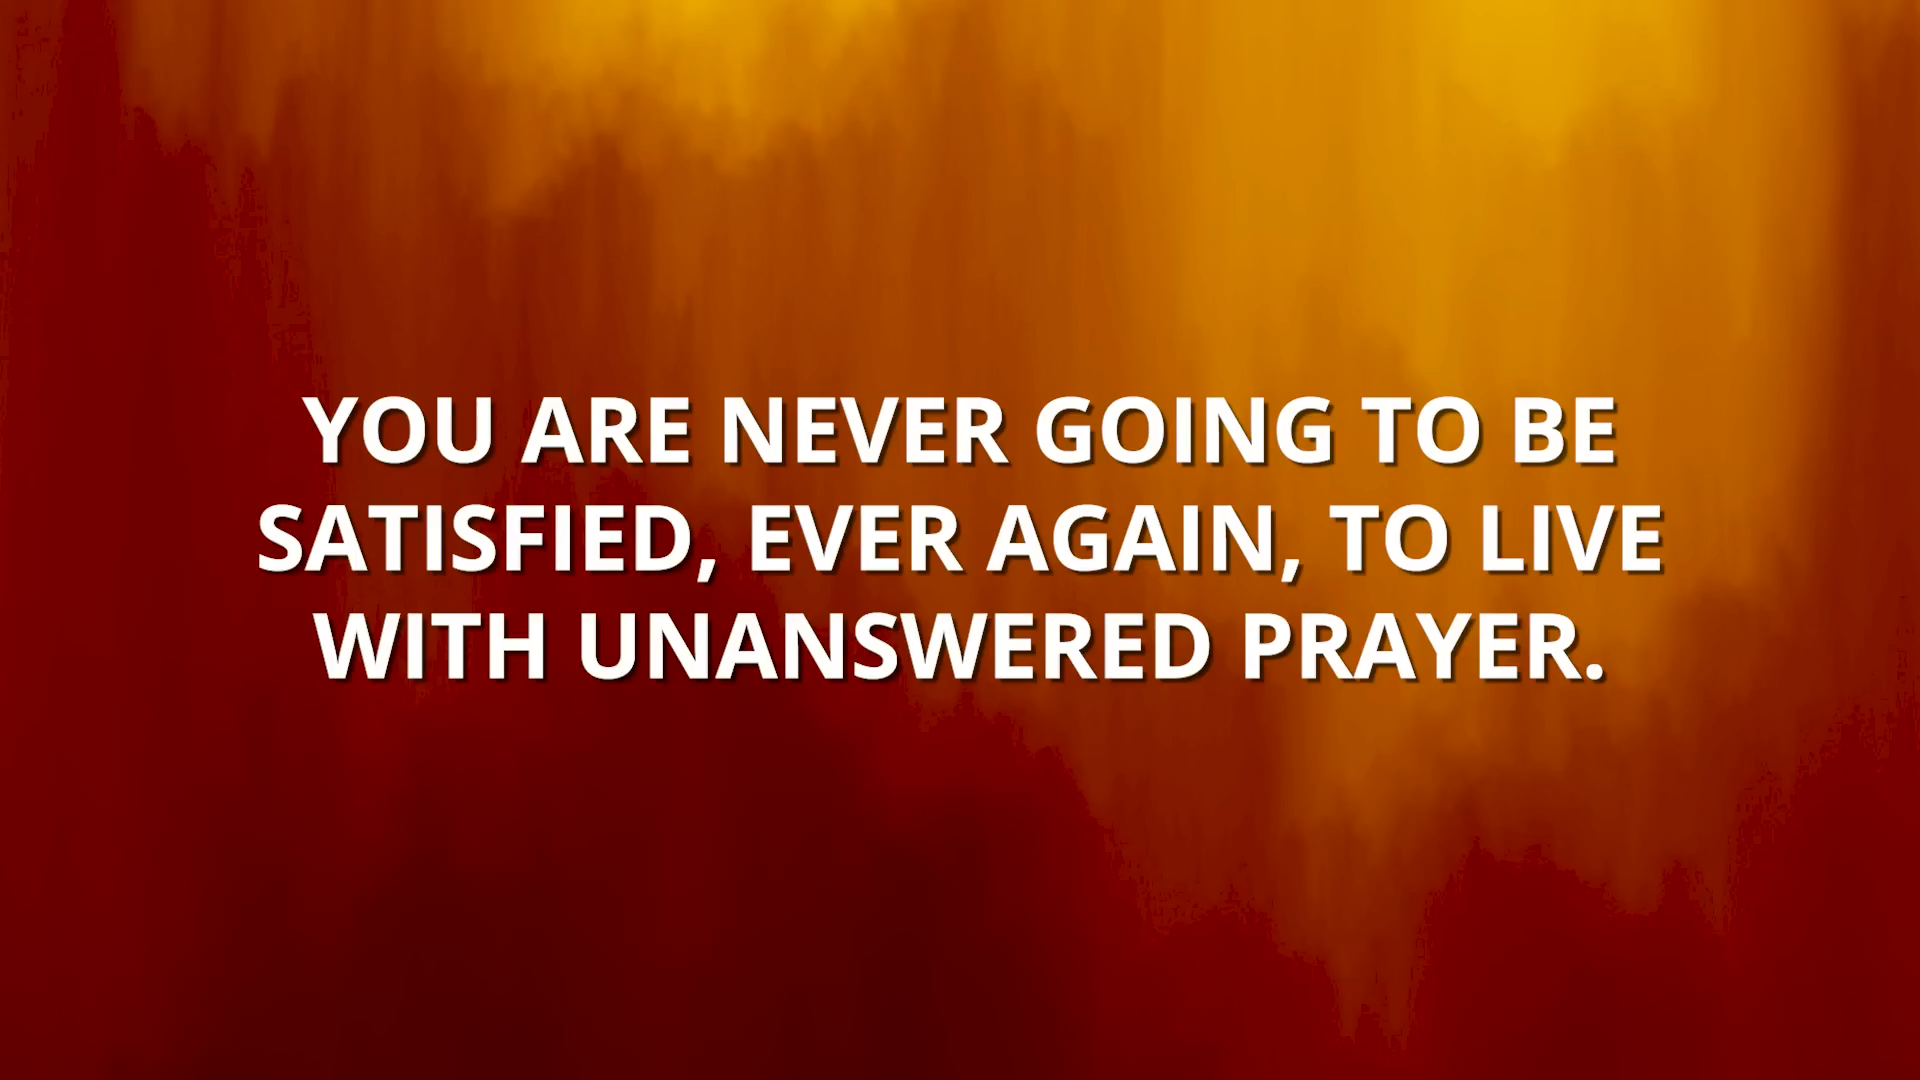 YOU ARE NEVER GOING TO BE
SATISFIED, EVER AGAIN, TO LIVE
WITH UNANSWERED PRAYER.